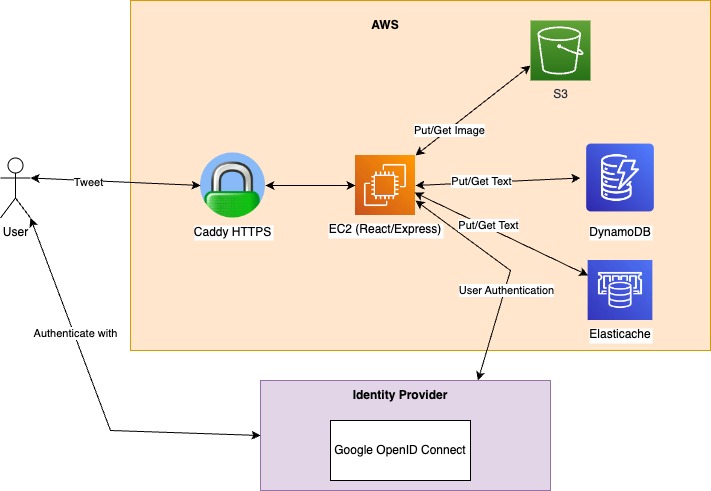 AWS
S3
Put/Get Image
Tweet
Put/Get Text
User
Caddy HTTPS
EC2 (React/Express)
Put/Get Text
DynamoDB
User Authentication
Elasticache
Authenticate with
Identity Provider
Google OpenID Connect